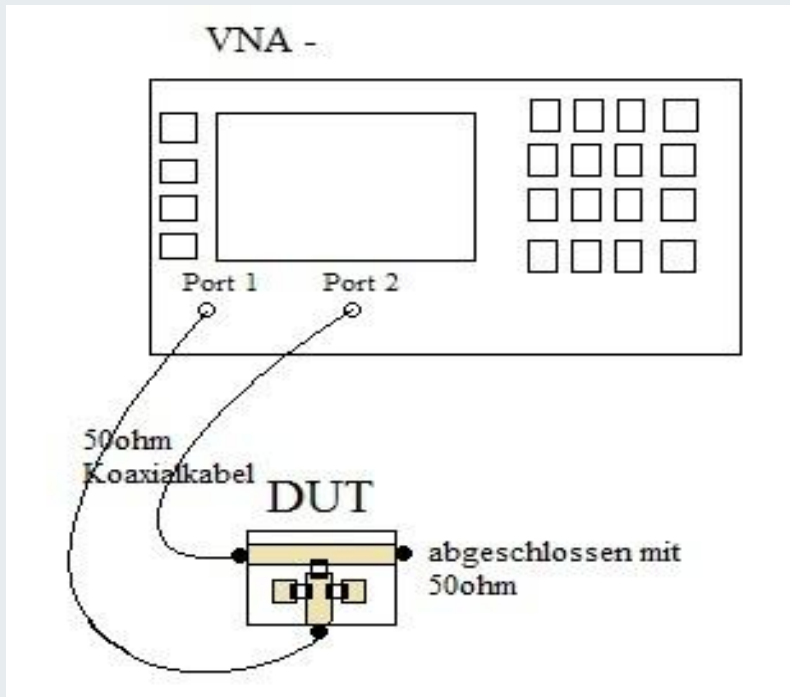 VNA -
Port 1
Port 2
50ohm
Koaxialkabel
DUT
abgeschlossen mit
50ohm